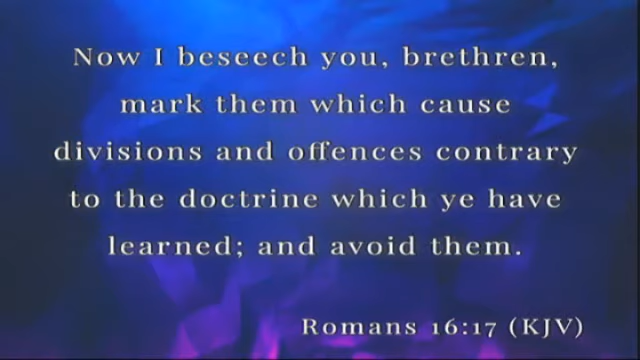 Now I beseech you, brethren,
mark them which cause
divisions and offences contrary
to the doctrine which ye have
learned; and avoid them.
Romans 16:17 (KJV)